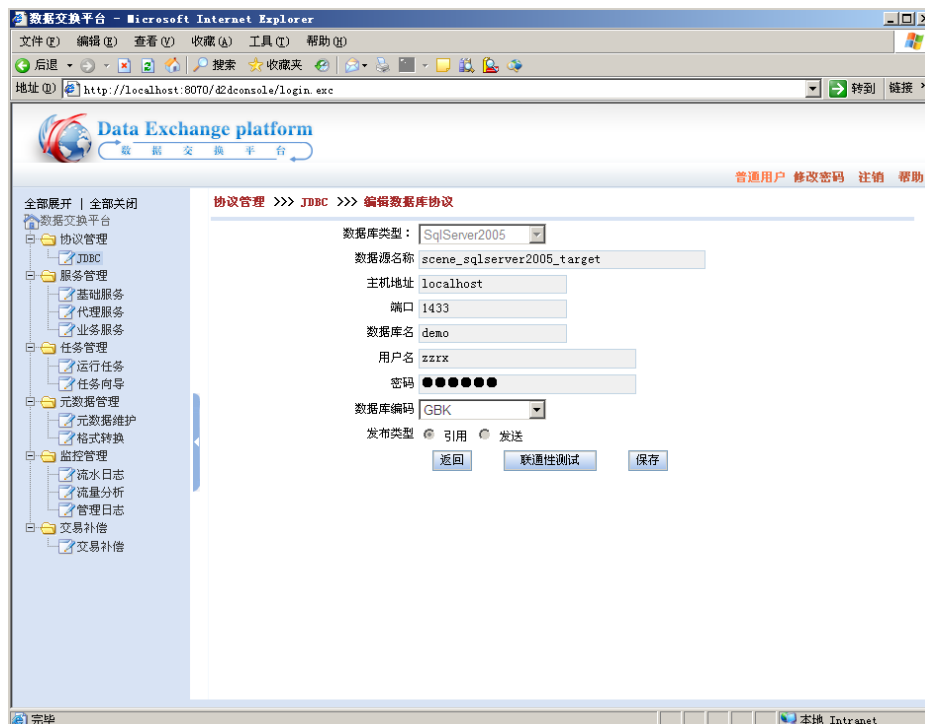 数据交换平台 - Microsoft Internet Explorer
文件(F) 编辑(E) 查看(V) 收藏(A) 工具(T) 帮助(H)
后退 搜索 收藏夹
地址(D) http://localhost:8070/d2dconsole/login.exc 转到 链接
Data Exchange platform
数 据 交 换 平 台
普通用户 修改密码 注销 帮助
全部展开 | 全部关闭
数据交换平台
协议管理
JDBC
服务管理
基础服务
代理服务
业务服务
任务管理
运行任务
任务向导
元数据管理
元数据维护
格式转换
监控管理
流水日志
流量分析
管理日志
交易补偿
交易补偿
协议管理 >>> JDBC >>> 编辑数据库协议
数据库类型： SqlServer2005
数据源名称 scene_sqlserver2005_target
主机地址 localhost
端口 1433
数据库名 demo
用户名 zzrx
密码 ●●●●●●
数据库编码 GBK
发布类型 引用 发送
返回 联通性测试 保存
完毕 本地 Intranet